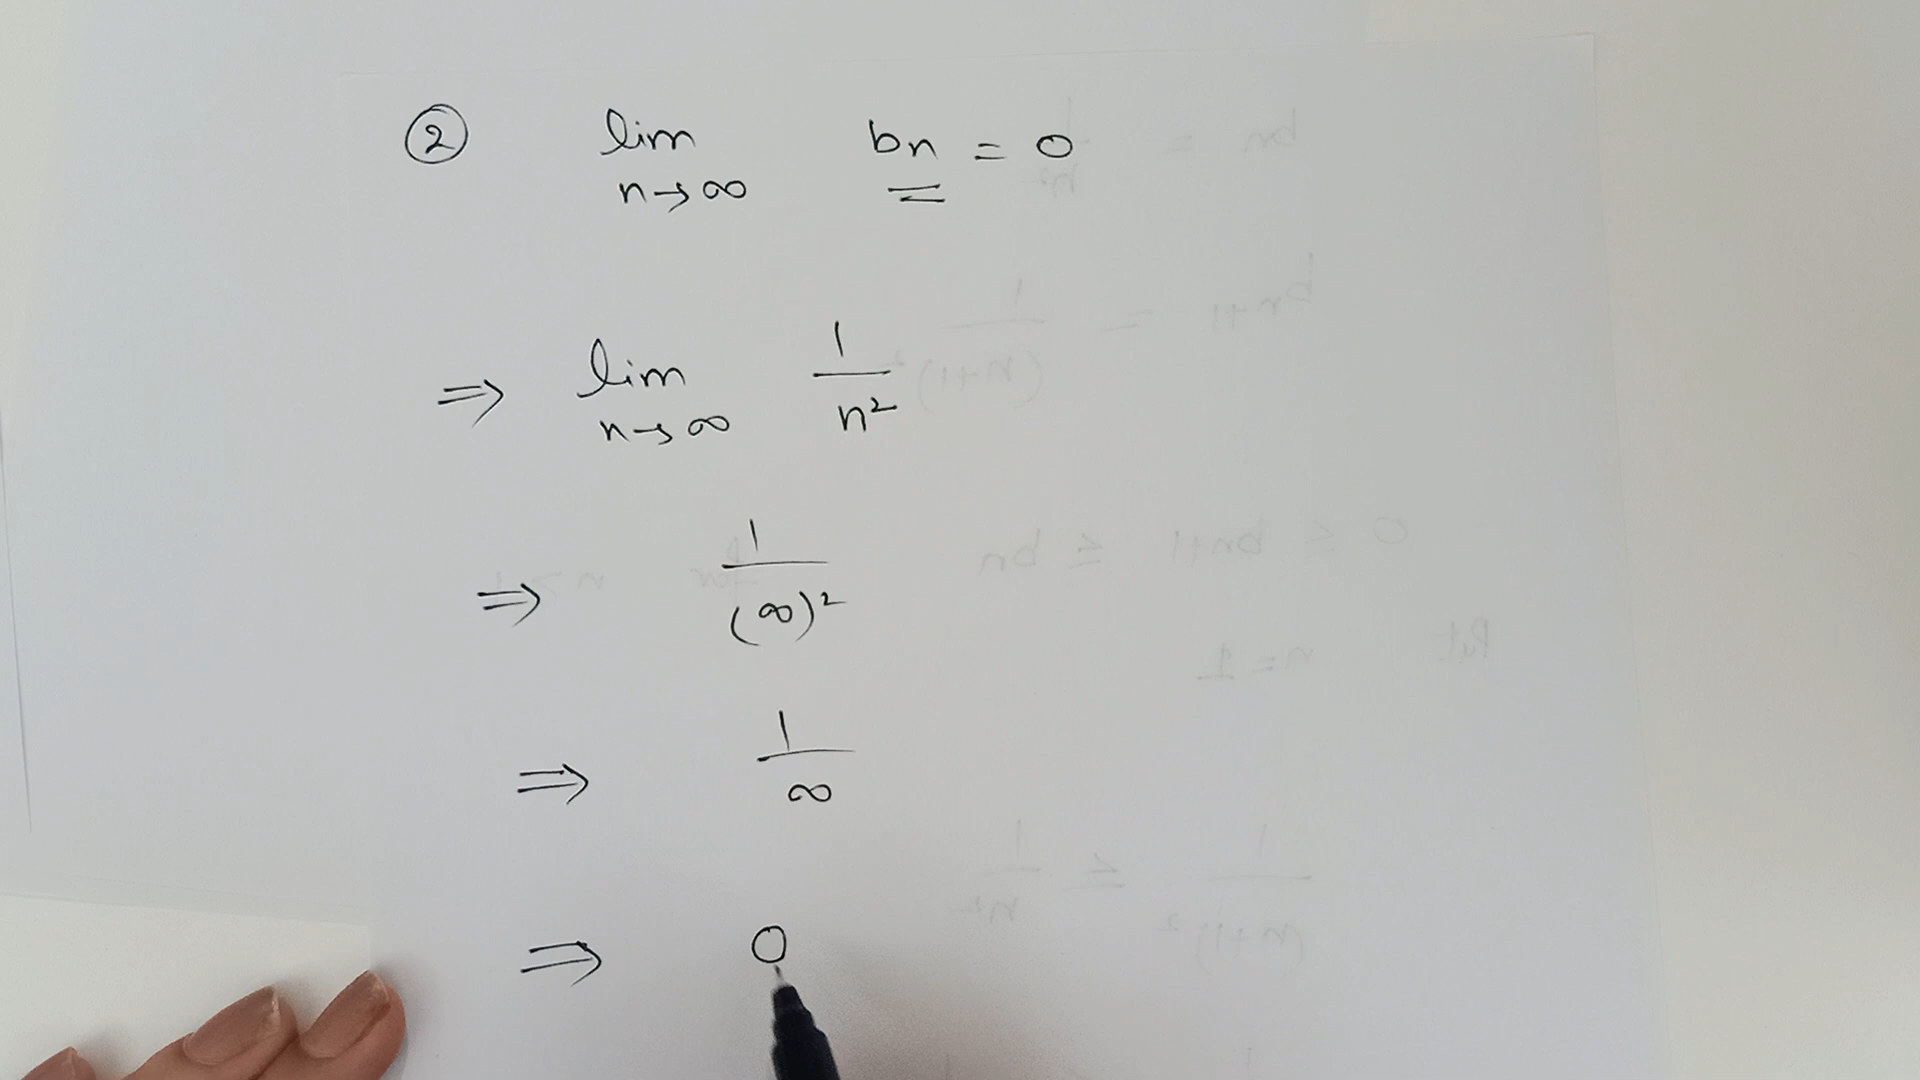 ② lim bn = 0
n→∞
⇒ lim 1/n²
n→∞
⇒ 1/(∞)²
⇒ 1/∞
⇒ 0